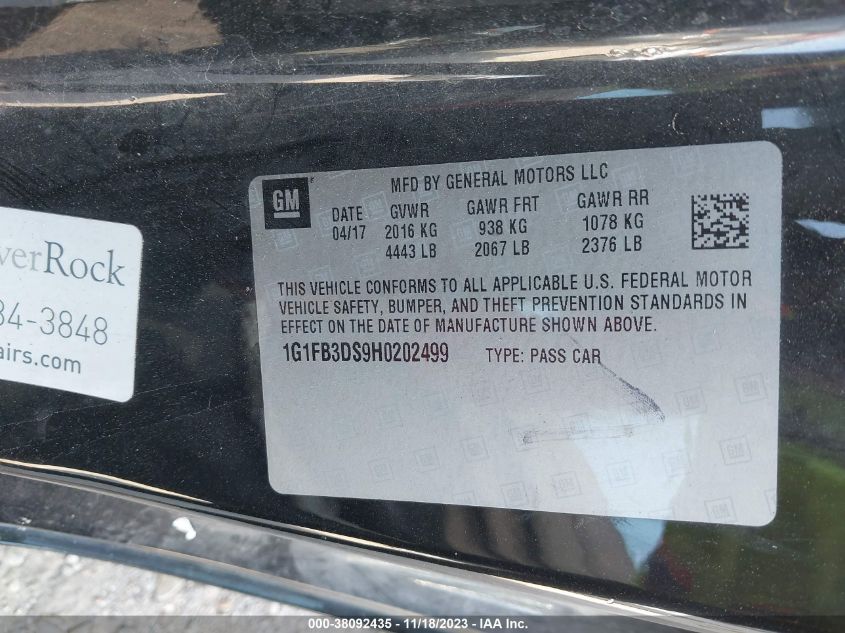 GM
MFD BY GENERAL MOTORS LLC
DATE GVWR GAWR FRT GAWR RR
04/17 2016 KG 938 KG 1078 KG
4443 LB 2067 LB 2376 LB
THIS VEHICLE CONFORMS TO ALL APPLICABLE U.S. FEDERAL MOTOR
VEHICLE SAFETY, BUMPER, AND THEFT PREVENTION STANDARDS IN
EFFECT ON THE DATE OF MANUFACTURE SHOWN ABOVE.
1G1FB3DS9H0202499 TYPE: PASS CAR
verRock
84-3848
airs.com
000-38092435 - 11/18/2023 - IAA Inc.